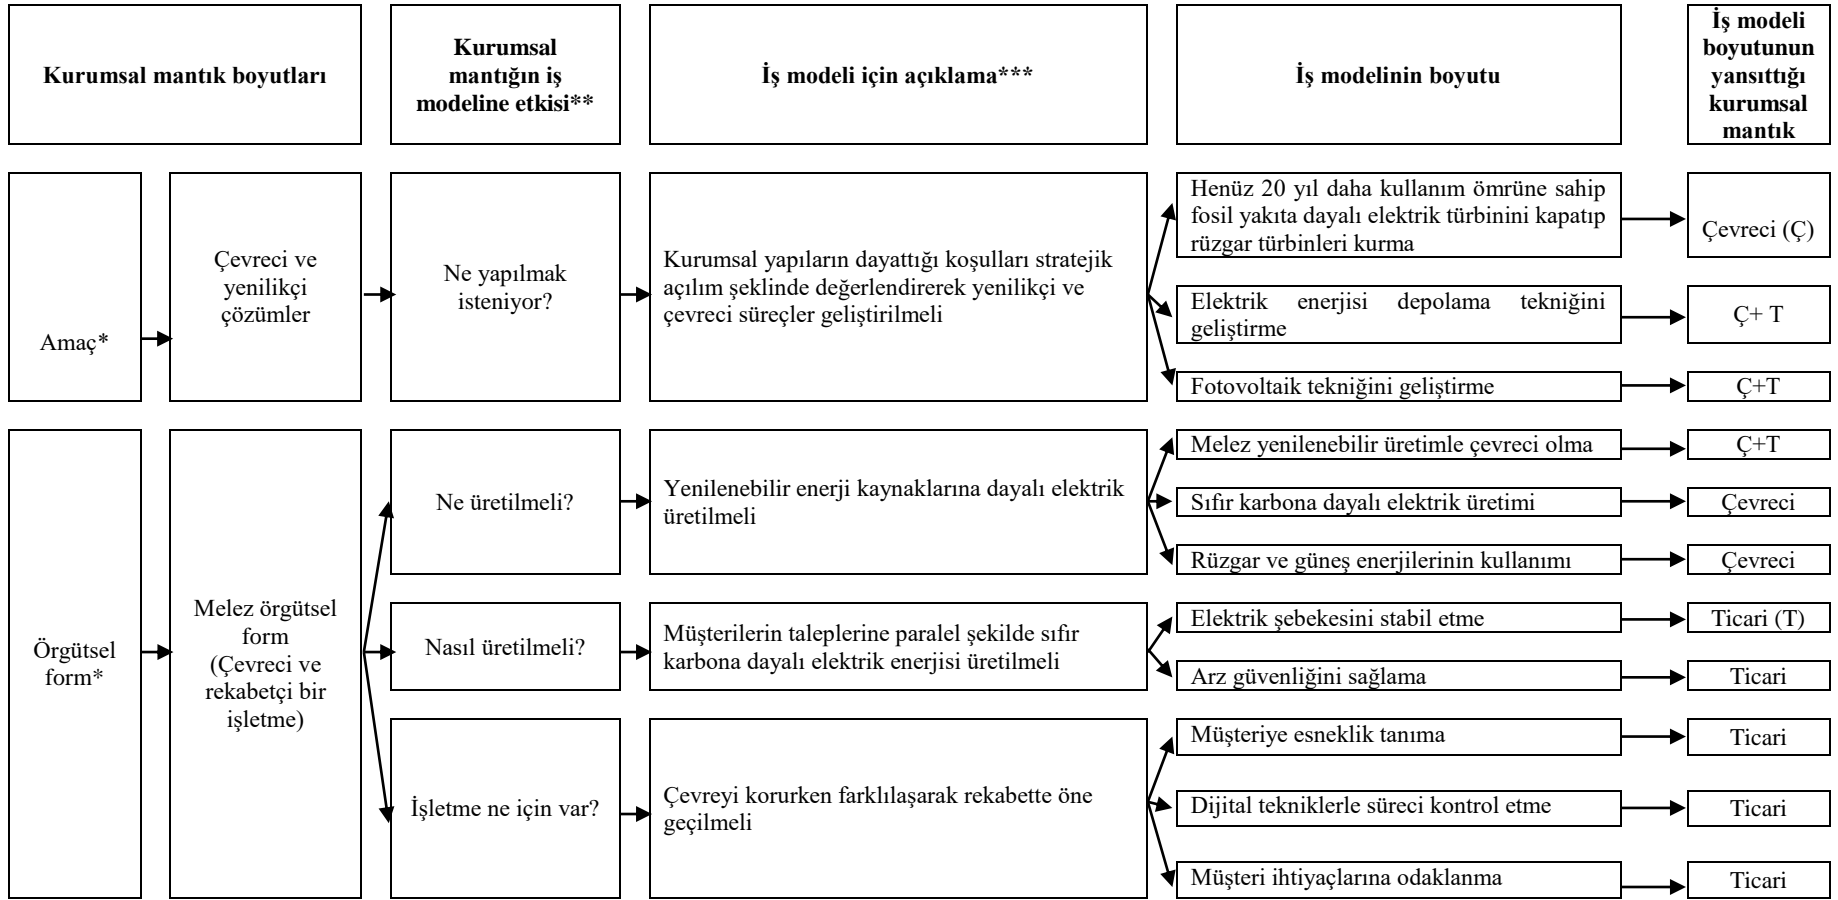 Kurumsal mantık boyutları
Kurumsal
mantığın iş
modeline etkisi**
İş modeli için açıklama***
İş modelinin boyutu
İş modeli
boyutunun
yansıttığı
kurumsal
mantık
Amaç*
Çevreci ve
yenilikçi
çözümler
Ne yapılmak
isteniyor?
Kurumsal yapıların dayattığı koşulları stratejik
açılım şeklinde değerlendirerek yenilikçi ve
çevreci süreçler geliştirilmeli
Henüz 20 yıl daha kullanım ömrüne sahip
fosil yakıta dayalı elektrik türbinini kapatıp
rüzgar türbinleri kurma
Çevreci (Ç)
Elektrik enerjisi depolama tekniğini
geliştirme
Ç+ T
Fotovoltaik tekniğini geliştirme
Ç+T
Örgütsel
form*
Melez örgütsel
form
(Çevreci ve
rekabetçi bir
işletme)
Ne üretilmeli?
Yenilenebilir enerji kaynaklarına dayalı elektrik
üretilmeli
Melez yenilenebilir üretimle çevreci olma
Ç+T
Sıfır karbona dayalı elektrik üretimi
Çevreci
Rüzgar ve güneş enerjilerinin kullanımı
Çevreci
Nasıl üretilmeli?
Müşterilerin taleplerine paralel şekilde sıfır
karbona dayalı elektrik enerjisi üretilmeli
Elektrik şebekesini stabil etme
Ticari (T)
Arz güvenliğini sağlama
Ticari
İşletme ne için var?
Çevreyi korurken farklılaşarak rekabette öne
geçilmeli
Müşteriye esneklik tanıma
Ticari
Dijital tekniklerle süreci kontrol etme
Ticari
Müşteri ihtiyaçlarına odaklanma
Ticari